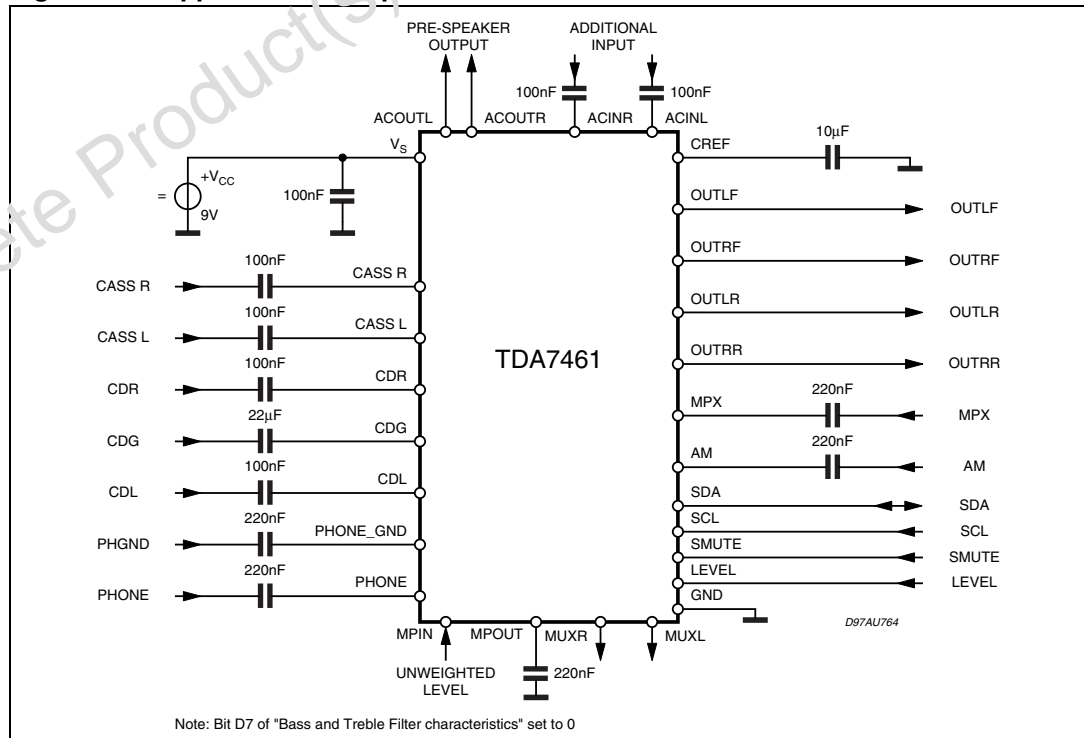 PRE-SPEAKER
OUTPUT
ADDITIONAL
INPUT
100nF
100nF
ACOUTL
ACOUTR
ACINR
ACINL
VS
CREF
10µF
+VCC
=
9V
100nF
OUTLF
OUTLF
OUTRF
OUTRF
100nF
CASS R
CASS R
OUTLR
OUTLR
100nF
CASS L
CASS L
TDA7461
OUTRR
OUTRR
100nF
CDR
CDR
MPX
220nF
MPX
22µF
CDG
CDG
AM
220nF
AM
100nF
CDL
CDL
SDA
SDA
SCL
SCL
220nF
PHGND
PHONE_GND
SMUTE
SMUTE
LEVEL
LEVEL
220nF
PHONE
PHONE
GND
D97AU764
MPIN
MPOUT
MUXR
MUXL
UNWEIGHTED
LEVEL
220nF
Note: Bit D7 of "Bass and Treble Filter characteristics" set to 0
ete Product(s)